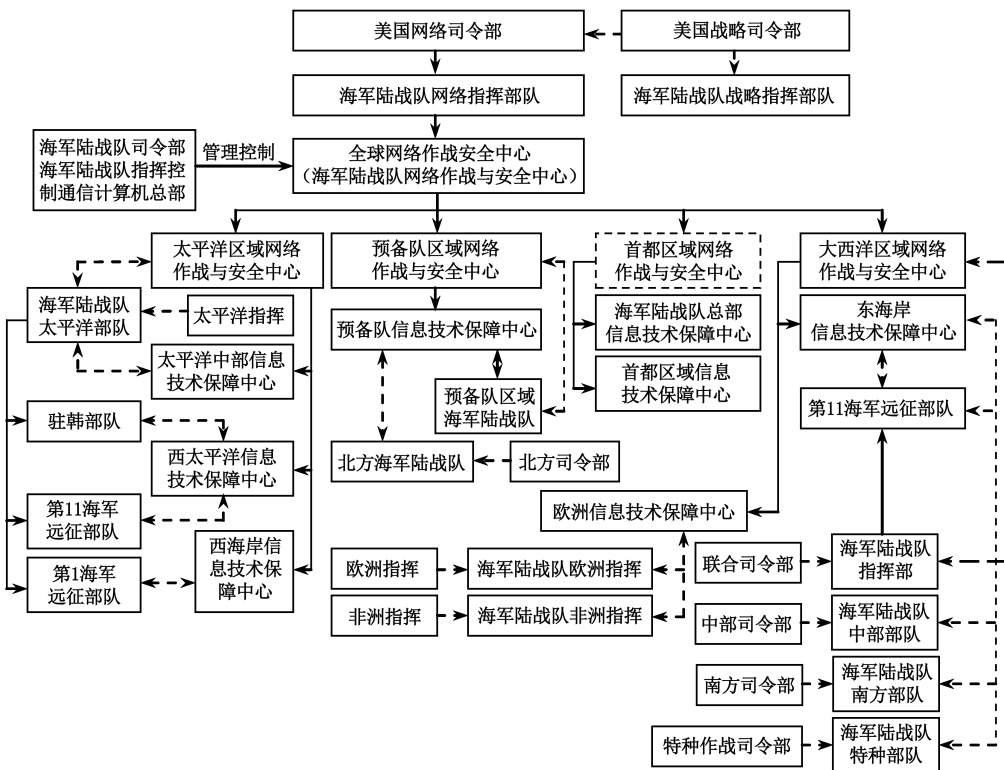 美国网络司令部
美国战略司令部
海军陆战队网络指挥部队
海军陆战队战略指挥部队
海军陆战队司令部
海军陆战队指挥控
制通信计算机总部
管理控制
全球网络作战安全中心
（海军陆战队网络作战与安全中心）
太平洋区域网络
作战与安全中心
预备队区域网络
作战与安全中心
首都区域网络
作战与安全中心
大西洋区域网络
作战与安全中心
海军陆战队
太平洋部队
太平洋指挥
预备队信息技术保障中心
海军陆战队总部
信息技术保障中心
东海岸
信息技术保障中心
太平洋中部信息
技术保障中心
预备队区域
海军陆战队
首都区域信息
技术保障中心
第11海军远征部队
驻韩部队
西太平洋信息
技术保障中心
北方海军陆战队
北方司令部
第11海军
远征部队
欧洲信息技术保障中心
西海岸信
息技术保
障中心
第1海军
远征部队
欧洲指挥
海军陆战队欧洲指挥
联合司令部
海军陆战队
指挥部
非洲指挥
海军陆战队非洲指挥
中部司令部
海军陆战队
中部部队
南方司令部
海军陆战队
南方部队
特种作战司令部
海军陆战队
特种部队